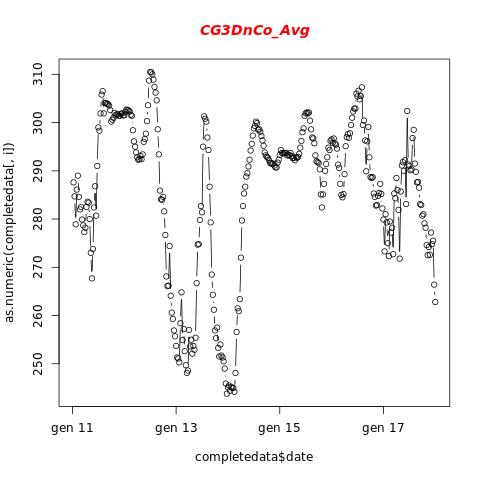 CG3DnCo_Avg
as.numeric(completedata[, i])
310
300
290
280
270
260
250
gen 11
gen 13
gen 15
gen 17
completedata$date